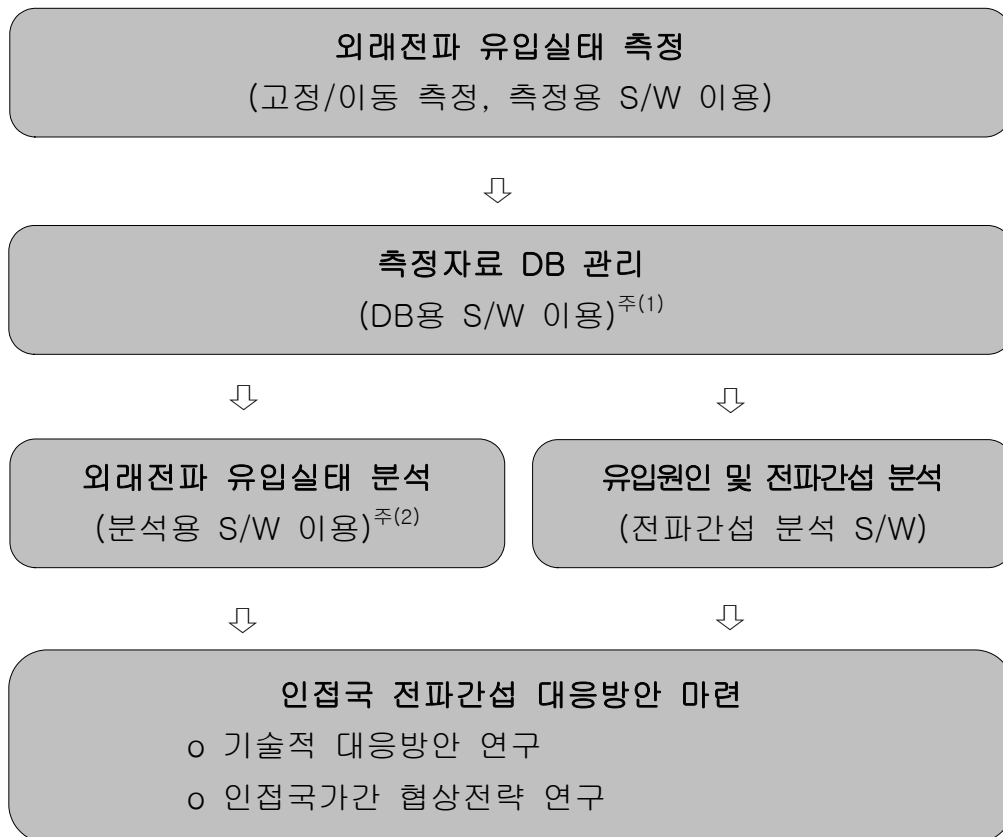 외래전파 유입실태 측정
(고정/이동 측정, 측정용 S/W 이용)
측정자료 DB 관리
(DB용 S/W 이용)주(1)
외래전파 유입실태 분석
(분석용 S/W 이용)주(2)
유입원인 및 전파간섭 분석
(전파간섭 분석 S/W)
인접국 전파간섭 대응방안 마련
o 기술적 대응방안 연구
o 인접국가간 협상전략 연구